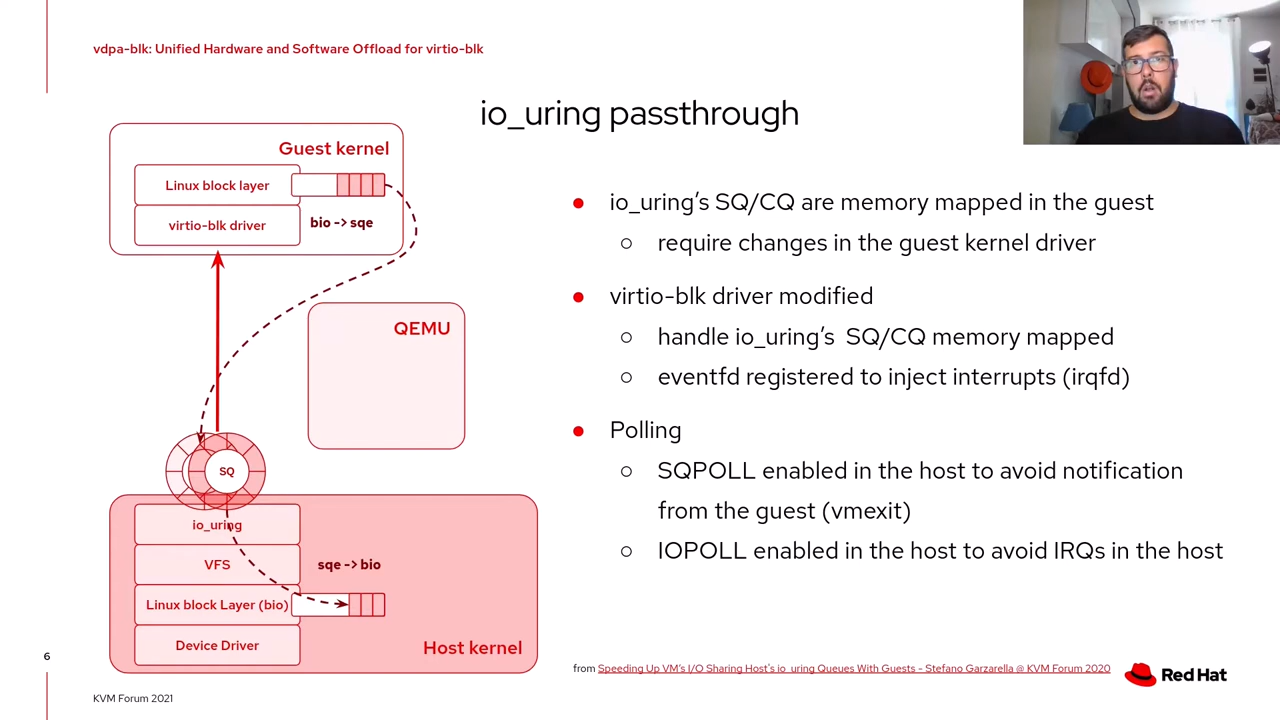 vdpa-blk: Unified Hardware and Software Offload for virtio-blk
io_uring passthrough
Guest kernel
Linux block layer
virtio-blk driver
bio -> sqe
QEMU
SQ
io_uring
VFS
sqe -> bio
Linux block Layer (bio)
Device Driver
Host kernel
● io_uring’s SQ/CQ are memory mapped in the guest
○ require changes in the guest kernel driver
● virtio-blk driver modified
○ handle io_uring’s SQ/CQ memory mapped
○ eventfd registered to inject interrupts (irqfd)
● Polling
○ SQPOLL enabled in the host to avoid notification
from the guest (vmexit)
○ IOPOLL enabled in the host to avoid IRQs in the host
6
from Speeding Up VM’s I/O Sharing Host's io_uring Queues With Guests - Stefano Garzarella @ KVM Forum 2020
Red Hat
KVM Forum 2021